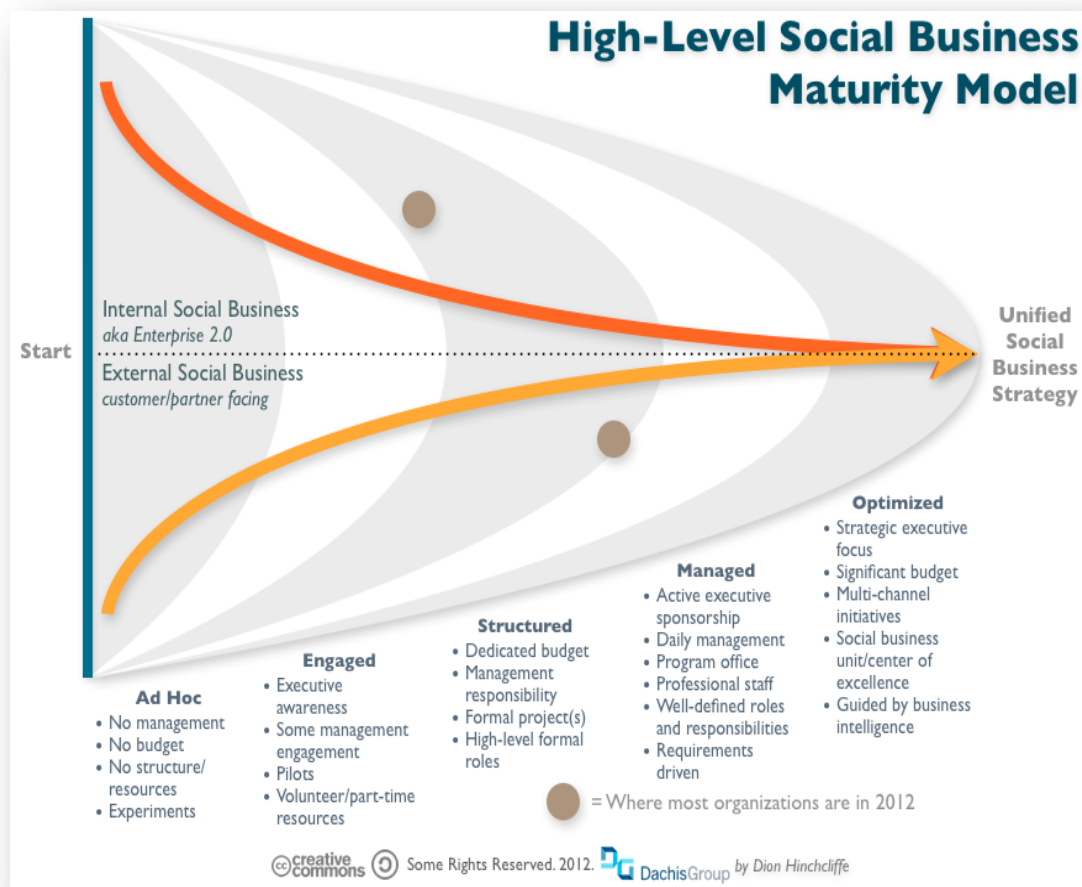 High-Level Social Business
Maturity Model
Internal Social Business
aka Enterprise 2.0
Start
External Social Business
customer/partner facing
Unified
Social
Business
Strategy
Ad Hoc
• No management
• No budget
• No structure/
resources
• Experiments
Engaged
• Executive
awareness
• Some management
engagement
• Pilots
• Volunteer/part-time
resources
Structured
• Dedicated budget
• Management
responsibility
• Formal project(s)
• High-level formal
roles
Managed
• Active executive
sponsorship
• Daily management
• Program office
• Professional staff
• Well-defined roles
and responsibilities
• Requirements
driven
Optimized
• Strategic executive
focus
• Significant budget
• Multi-channel
initiatives
• Social business
unit/center of
excellence
• Guided by business
intelligence
= Where most organizations are in 2012
cc creative
commons
Some Rights Reserved. 2012.
DG DachisGroup by Dion Hinchcliffe